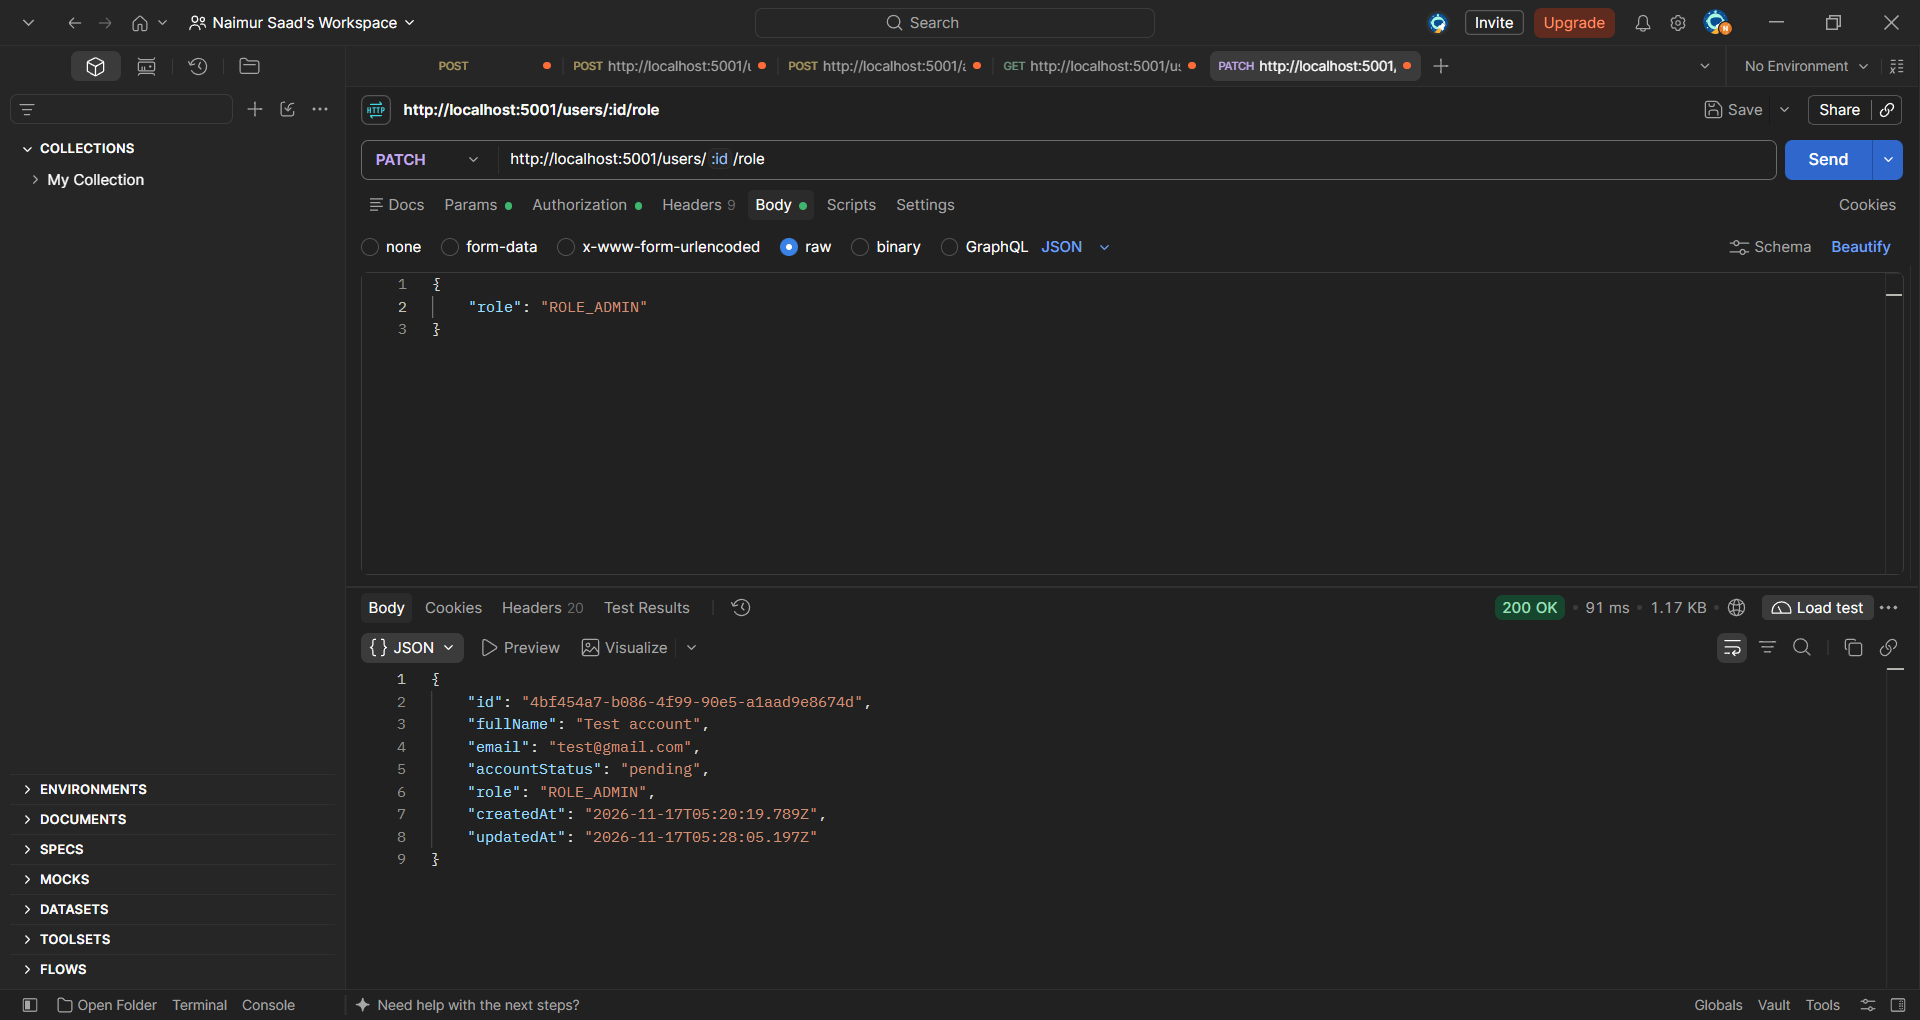 Naimur Saad's Workspace
Search
Invite
Upgrade
POST
POST http://localhost:5001/u
POST http://localhost:5001/a
GET http://localhost:5001/us
PATCH http://localhost:5001,
No Environment
HTTP http://localhost:5001/users/:id/role
Save
Share
COLLECTIONS
My Collection
PATCH
http://localhost:5001/users/ :id /role
Send
Docs
Params
Authorization
Headers 9
Body
Scripts
Settings
Cookies
none
form-data
x-www-form-urlencoded
raw
binary
GraphQL
JSON
Schema
Beautify
1 {
2 "role": "ROLE_ADMIN"
3 }
Body
Cookies
Headers 20
Test Results
200 OK
91 ms
1.17 KB
Load test
{} JSON
Preview
Visualize
1 {
2 "id": "4bf454a7-b086-4f99-90e5-a1aad9e8674d",
3 "fullName": "Test account",
4 "email": "test@gmail.com",
5 "accountStatus": "pending",
6 "role": "ROLE_ADMIN",
7 "createdAt": "2026-11-17T05:20:19.789Z",
8 "updatedAt": "2026-11-17T05:28:05.197Z"
9 }
ENVIRONMENTS
DOCUMENTS
SPECS
MOCKS
DATASETS
TOOLSETS
FLOWS
Open Folder
Terminal
Console
Need help with the next steps?
Globals
Vault
Tools